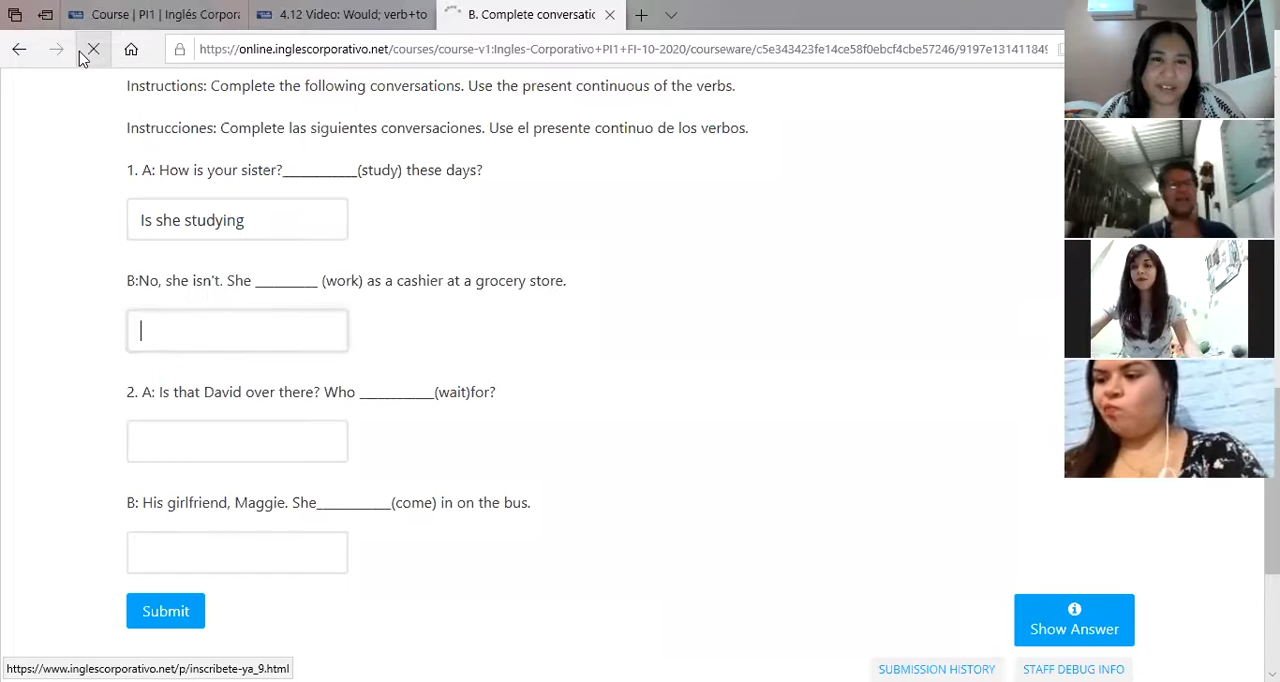 Course | PI1 | Inglés Corpora
4.12 Video: Would; verb+to
B. Complete conversatic
https://online.inglescorporativo.net/courses/course-v1:Ingles-Corporativo+PI1+FI-10-2020/courseware/c5e343423fe14ce58f0ebcf4cbe57246/9197e13141184
Instructions: Complete the following conversations. Use the present continuous of the verbs.
Instrucciones: Complete las siguientes conversaciones. Use el presente continuo de los verbos.
1. A: How is your sister?__________(study) these days?
Is she studying
B:No, she isn't. She ________ (work) as a cashier at a grocery store.
2. A: Is that David over there? Who __________(wait)for?
B: His girlfriend, Maggie. She__________(come) in on the bus.
Submit
Show Answer
https://www.inglescorporativo.net/p/inscribete-ya_9.html
SUBMISSION HISTORY
STAFF DEBUG INFO